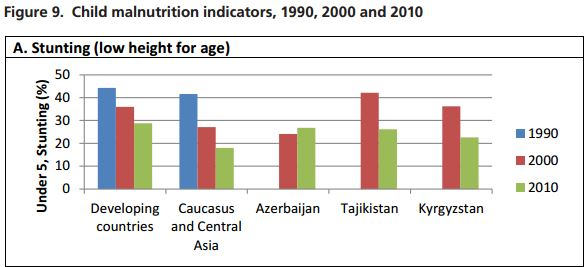 Figure 9. Child malnutrition indicators, 1990, 2000 and 2010
A. Stunting (low height for age)
Under 5, Stunting (%)
50
40
30
20
10
0
Developing countries
Caucasus and Central Asia
Azerbaijan
Tajikistan
Kyrgyzstan
1990
2000
2010